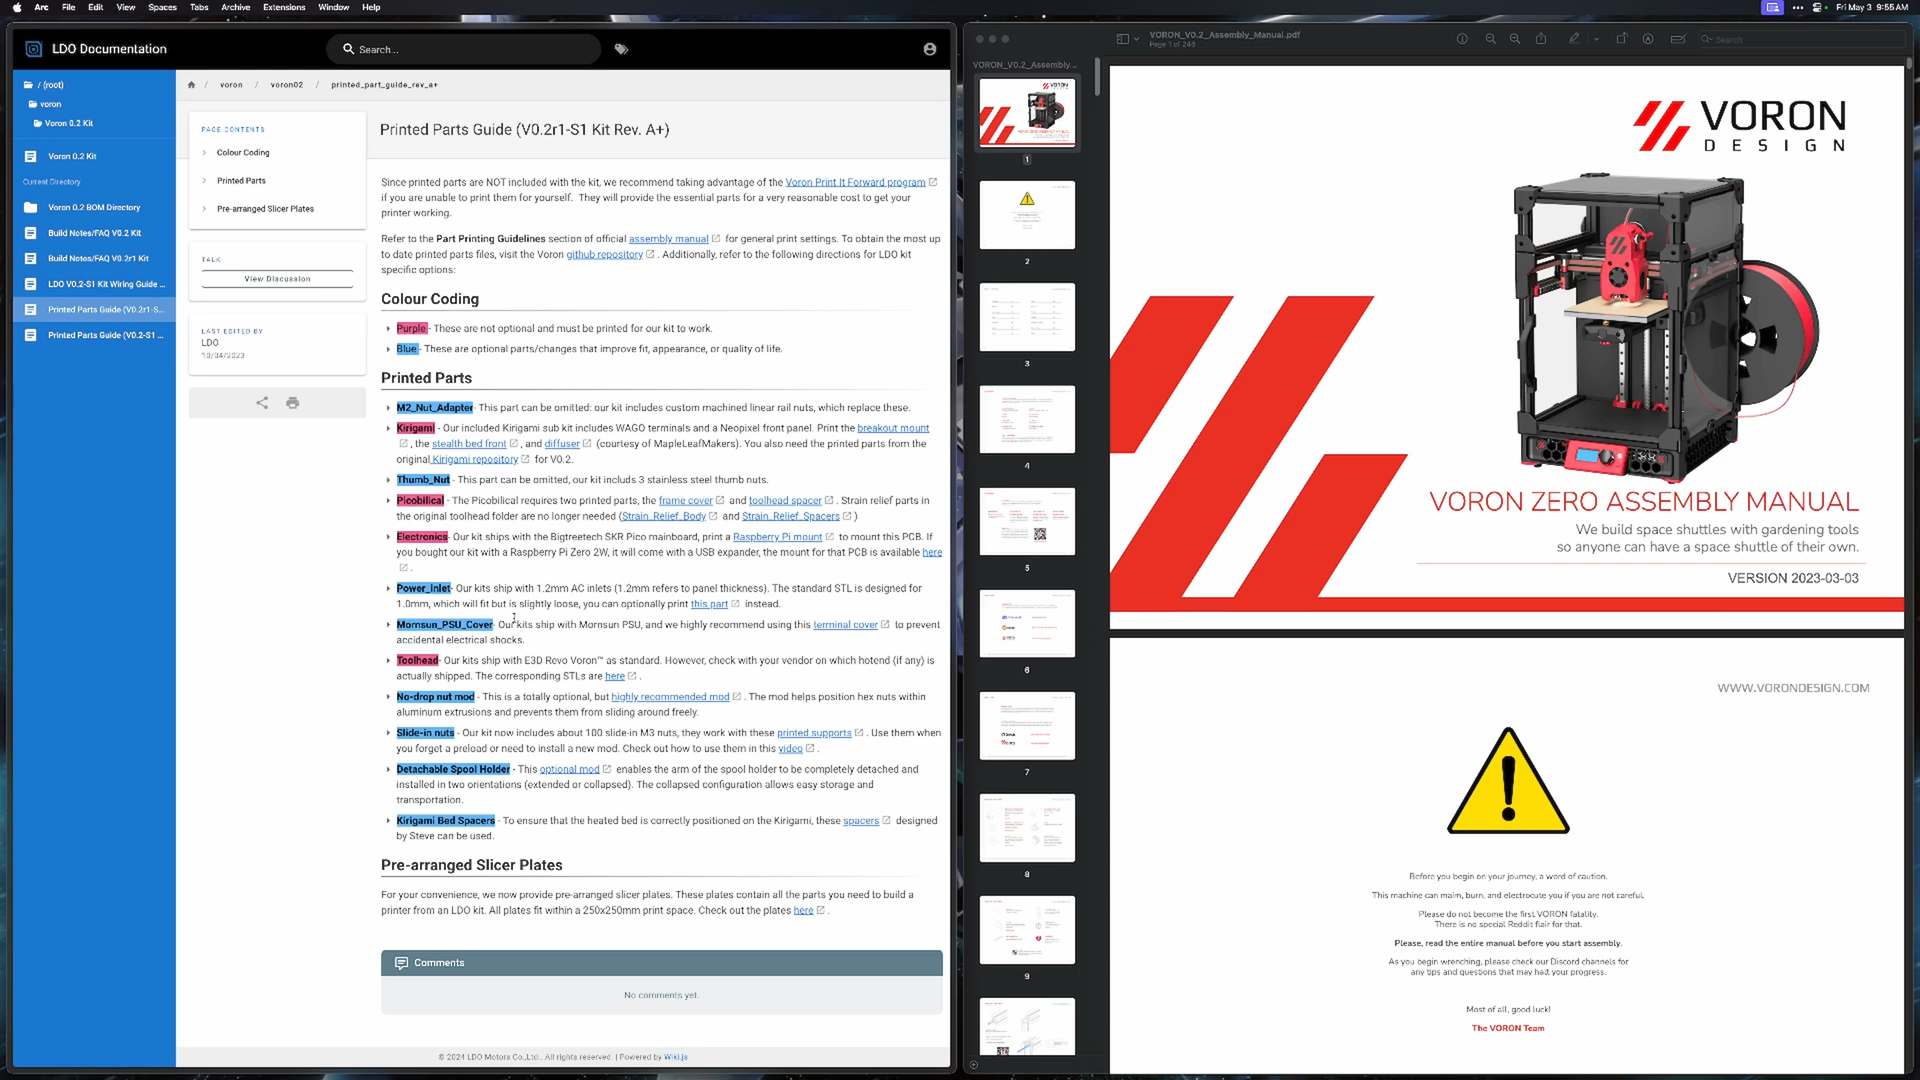 Arc File Edit View Spaces Tabs Archive Extensions Window Help
Fri May 3 9:55 AM
LDO Documentation
Search...
/ (root)
voron
Voron 0.2 Kit
Voron 0.2 Kit
Current Directory
Voron 0.2 BOM Directory
Build Notes/FAQ V0.2 Kit
Build Notes/FAQ V0.2r1 Kit
LDO V0.2-S1 Kit Wiring Guide ...
Printed Parts Guide (V0.2r1-S...
Printed Parts Guide (V0.2-S1 ...
/ voron / voron02 / printed_part_guide_rev_a+
PAGE CONTENTS
Colour Coding
Printed Parts
Pre-arranged Slicer Plates
TALK
View Discussion
LAST EDITED BY
LDO
10/04/2023
Printed Parts Guide (V0.2r1-S1 Kit Rev. A+)
Since printed parts are NOT included with the kit, we recommend taking advantage of the Voron Print It Forward program
if you are unable to print them for yourself. They will provide the essential parts for a very reasonable cost to get your
printer working.
Refer to the Part Printing Guidelines section of official assembly manual for general print settings. To obtain the most up
to date printed parts files, visit the Voron github repository . Additionally, refer to the following directions for LDO kit
specific options:
Colour Coding
Purple - These are not optional and must be printed for our kit to work.
Blue - These are optional parts/changes that improve fit, appearance, or quality of life.
Printed Parts
M2_Nut_Adapter- This part can be omitted: our kit includes custom machined linear rail nuts, which replace these.
Kirigami - Our included Kirigami sub kit includes WAGO terminals and a Neopixel front panel. Print the breakout mount
, the stealth bed front , and diffuser (courtesy of MapleLeafMakers). You also need the printed parts from the
original Kirigami repository for V0.2.
Thumb_Nut - This part can be omitted, our kit includs 3 stainless steel thumb nuts.
Picobilical - The Picobilical requires two printed parts, the frame cover and toolhead spacer . Strain relief parts in
the original toolhead folder are no longer needed (Strain_Relief_Body and Strain_Relief_Spacers )
Electronics- Our kit ships with the Bigtreetech SKR Pico mainboard, print a Raspberry Pi mount to mount this PCB. If
you bought our kit with a Raspberry Pi Zero 2W, it will come with a USB expander, the mount for that PCB is available here
.
Power_Inlet- Our kits ship with 1.2mm AC inlets (1.2mm refers to panel thickness). The standard STL is designed for
1.0mm, which will fit but is slightly loose, you can optionally print this part instead.
Mornsun_PSU_Cover- Our kits ship with Mornsun PSU, and we highly recommend using this terminal cover to prevent
accidental electrical shocks.
Toolhead- Our kits ship with E3D Revo Voron™ as standard. However, check with your vendor on which hotend (if any) is
actually shipped. The corresponding STLs are here .
No-drop nut mod - This is a totally optional, but highly recommended mod . The mod helps position hex nuts within
aluminum extrusions and prevents them from sliding around freely.
Slide-in nuts - Our kit now includes about 100 slide-in M3 nuts, they work with these printed supports . Use them when
you forget a preload or need to install a new mod. Check out how to use them in this video .
Detachable Spool Holder - This optional mod enables the arm of the spool holder to be completely detached and
installed in two orientations (extended or collapsed). The collapsed configuration allows easy storage and
transportation.
Kirigami Bed Spacers - To ensure that the heated bed is correctly positioned on the Kirigami, these spacers designed
by Steve can be used.
Pre-arranged Slicer Plates
For your convenience, we now provide pre-arranged slicer plates. These plates contain all the parts you need to build a
printer from an LDO kit. All plates fit within a 250x250mm print space. Check out the plates here .
Comments
No comments yet.
© 2024 LDO Motors Co.,Ltd.. All rights reserved. | Powered by Wiki.js
VORON_V0.2_Assembly_Manual.pdf
Page 1 of 248
Search
VORON_V0.2_Assembly...
1
2
3
4
5
6
7
8
9
VORON
DESIGN
VORON ZERO ASSEMBLY MANUAL
We build space shuttles with gardening tools
so anyone can have a space shuttle of their own.
VERSION 2023-03-03
WWW.VORONDESIGN.COM
Before you begin on your journey, a word of caution.
This machine can maim, burn, and electrocute you if you are not careful.
Please do not become the first VORON fatality.
There is no special Reddit flair for that.
Please, read the entire manual before you start assembly.
As you begin wrenching, please check our Discord channels for
any tips and questions that may halt your progress.
Most of all, good luck!
The VORON Team